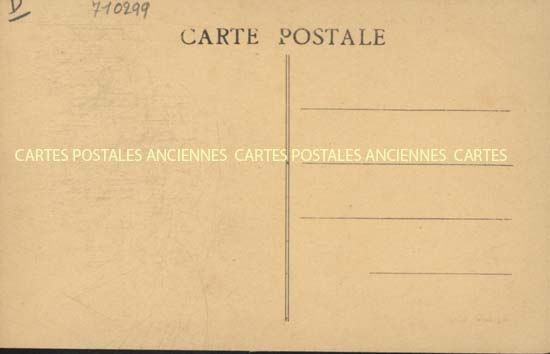 D 710299
CARTE POSTALE
CARTES POSTALES ANCIENNES CARTES POSTALES ANCIENNES CARTES